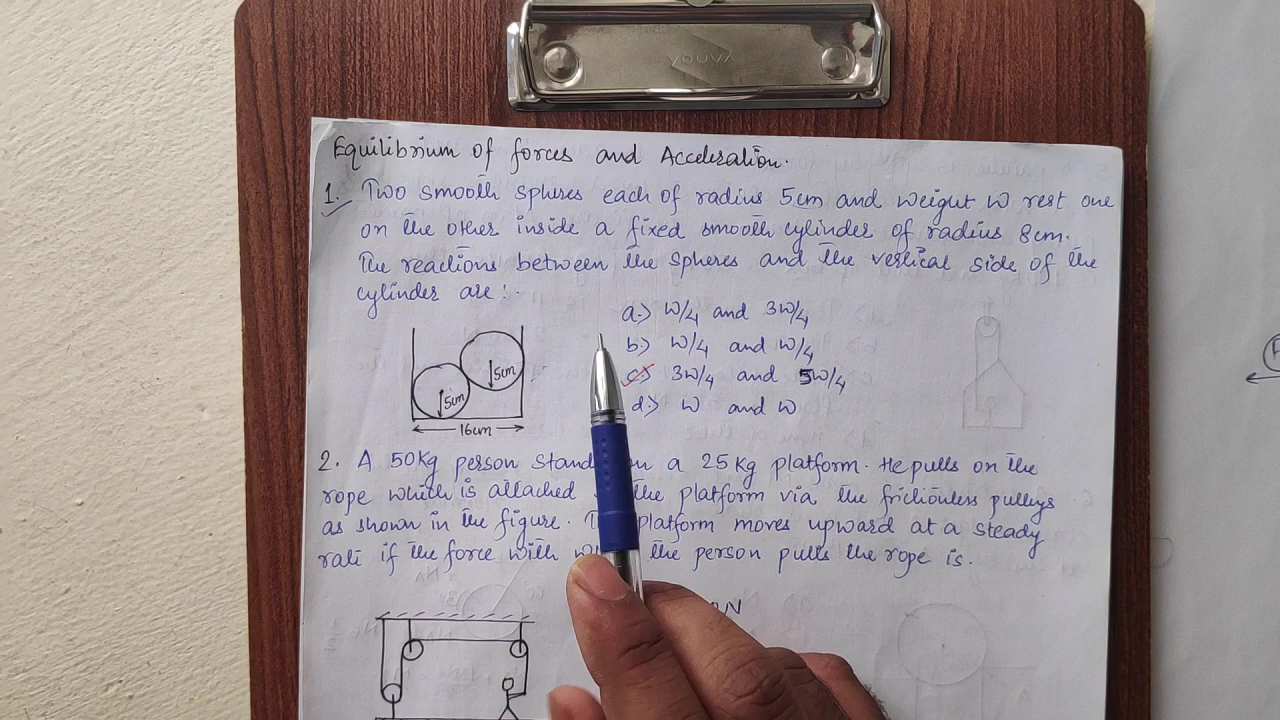 YOUVA
Equilibrium of forces and Acceleration.
1. Two smooth spheres each of radius 5cm and weight W rest one
on the other inside a fixed smooth cylinder of radius 8cm.
The reactions between the spheres and the vertical side of the
cylinder are :-
a.) W/4 and 3W/4
b) W/4 and W/4
c.) 3W/4 and 5W/4
d.) W and W
5cm
5cm
16cm
2. A 50Kg person a 25Kg platform. He pulls on the
rope which is attached the platform via the frictionless pulleys
as shown in the figure. platform moves upward at a steady
rate if the force with the person pulls the rope is.
N